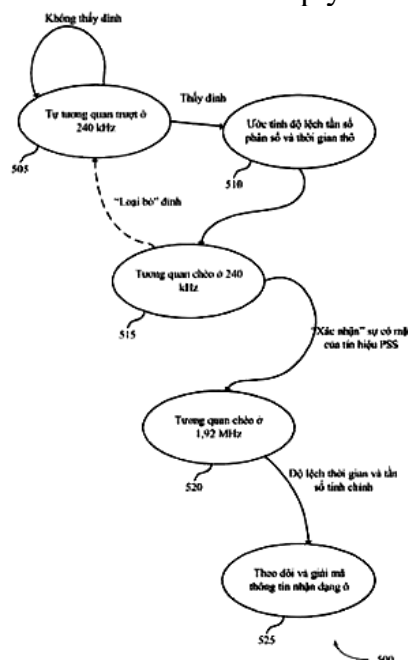 Không thấy đỉnh
Tự tương quan trượt ở
240 kHz
505
Thấy đỉnh
Ước tính độ lệch tần số
phân số và thời gian thô
510
"Loại bỏ" đỉnh
Tương quan chéo ở 240
kHz
515
"Xác nhận" sự có mặt
của tín hiệu PSS
Tương quan chéo ở
1,92 MHz
520
Độ lệch thời gian và tần
số tinh chỉnh
Theo dõi và giải mã
thông tin nhận dạng ô
525
500